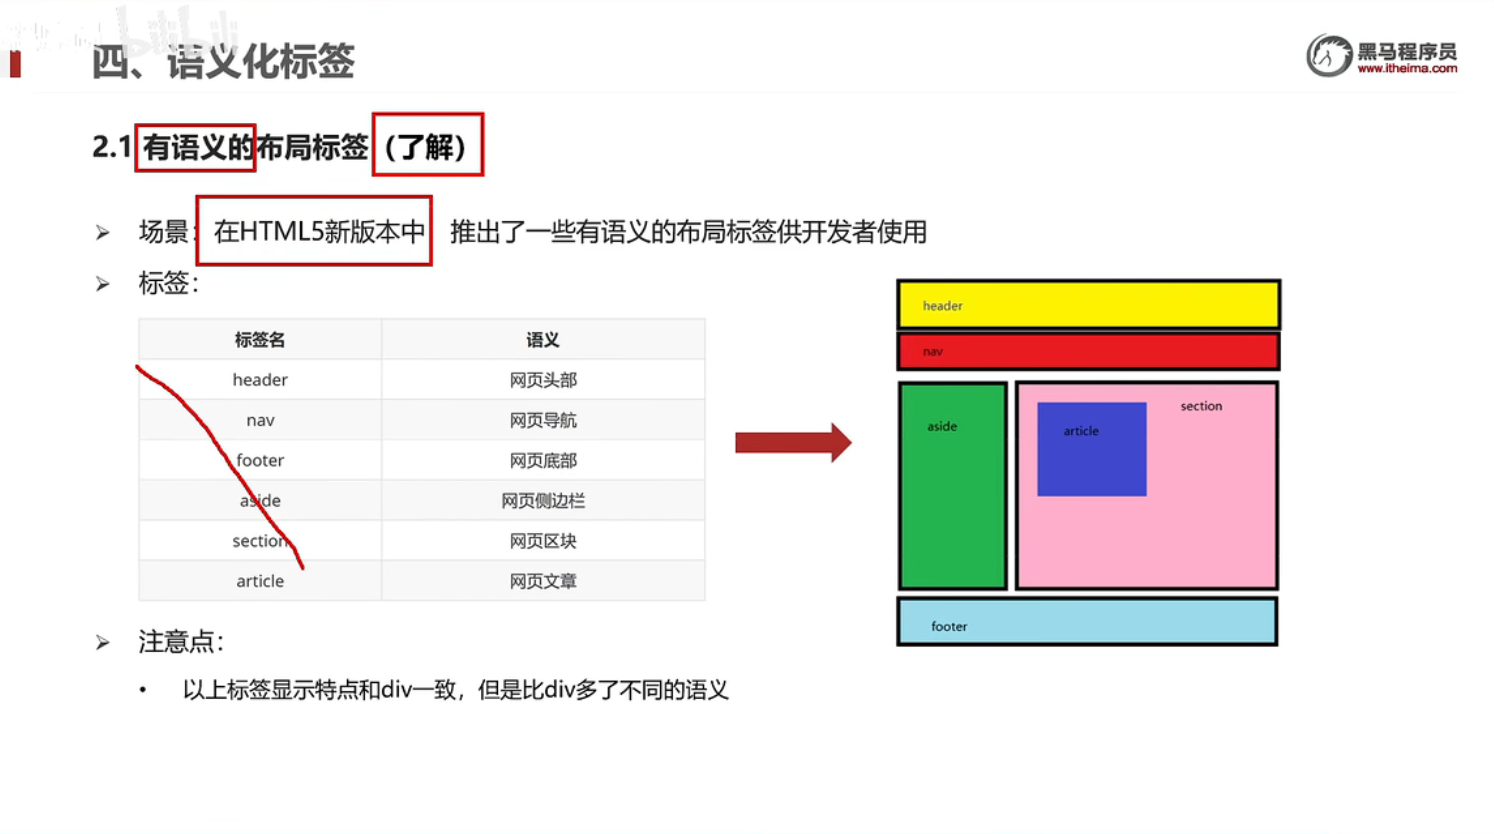 四、语义化标签
黑马程序员
www.itheima.com
2.1 有语义的布局标签（了解）
场景：在HTML5新版本中 推出了一些有语义的布局标签供开发者使用
标签：
标签名 语义
header 网页头部
nav 网页导航
footer 网页底部
aside 网页侧边栏
section 网页区块
article 网页文章
header
nav
aside
section
article
footer
注意点：
• 以上标签显示特点和div一致，但是比div多了不同的语义
bilibili